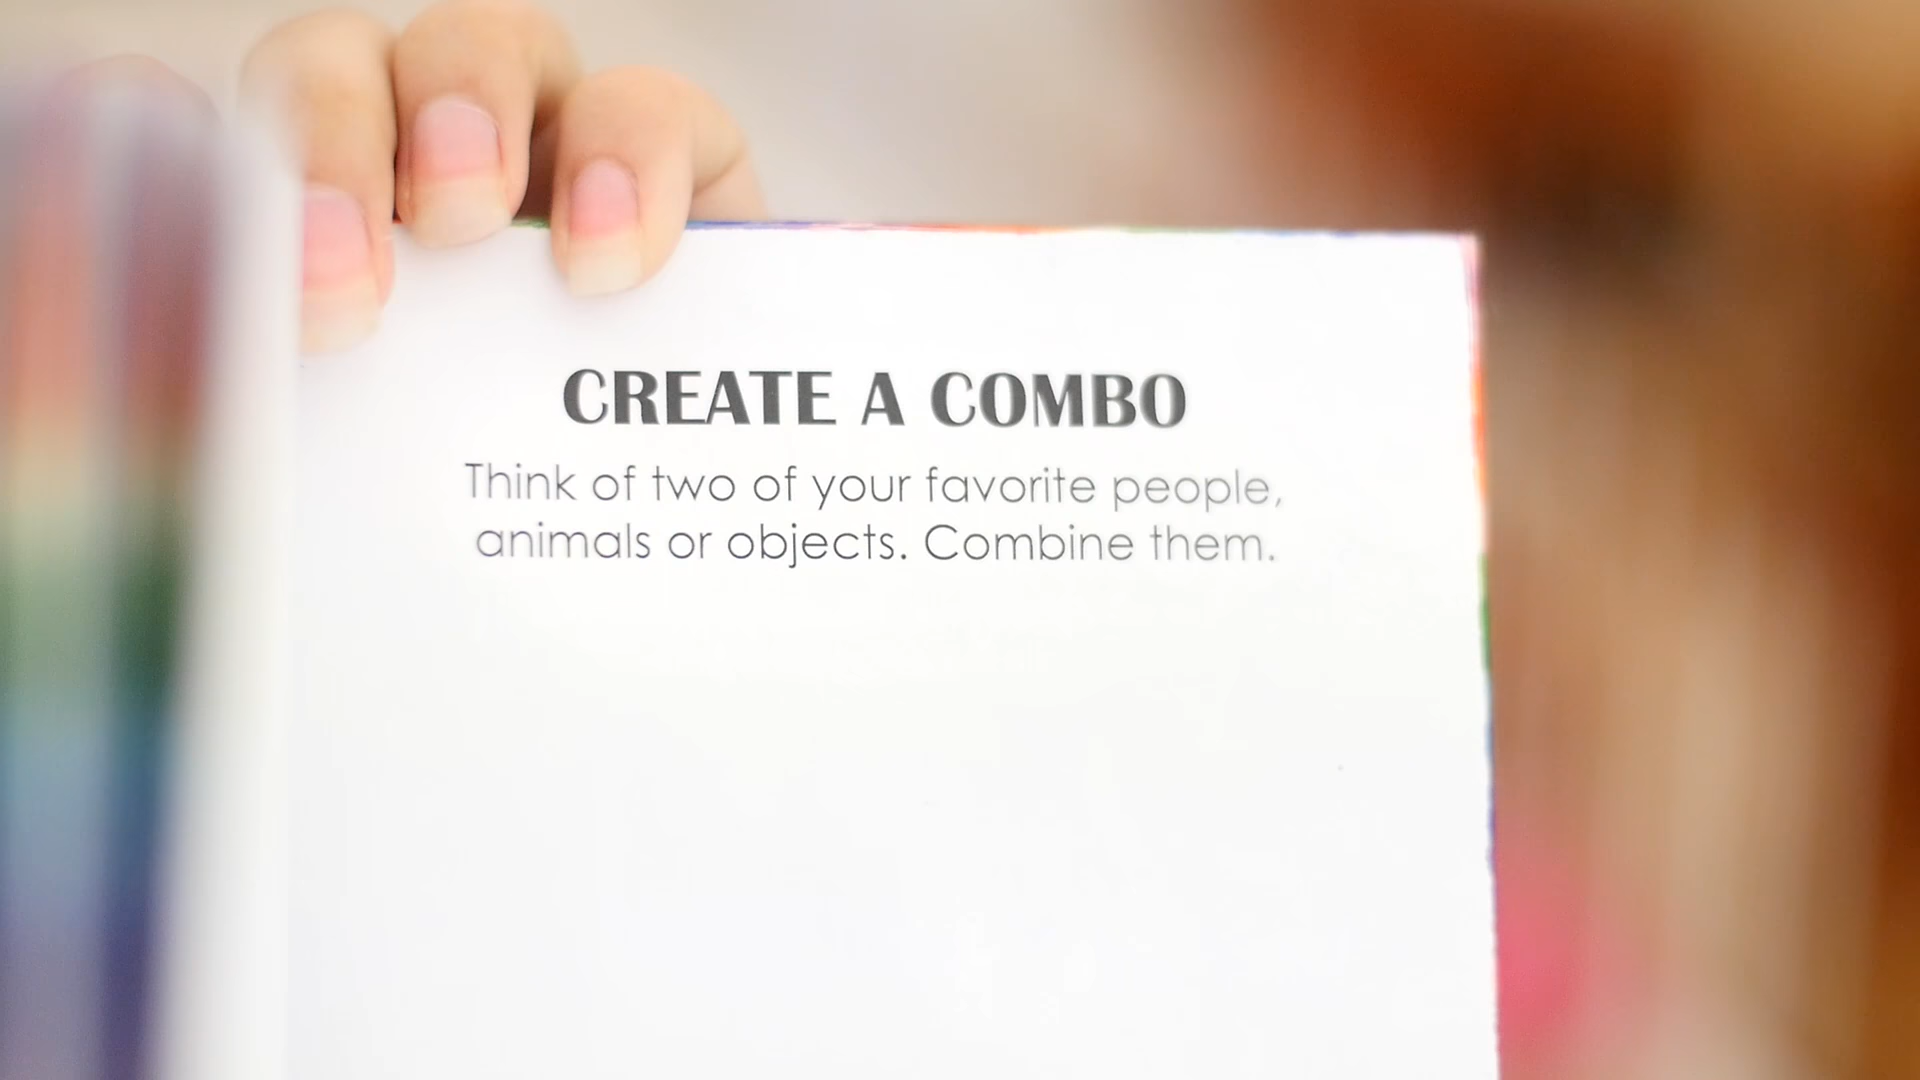 CREATE A COMBO
Think of two of your favorite people,
animals or objects. Combine them.